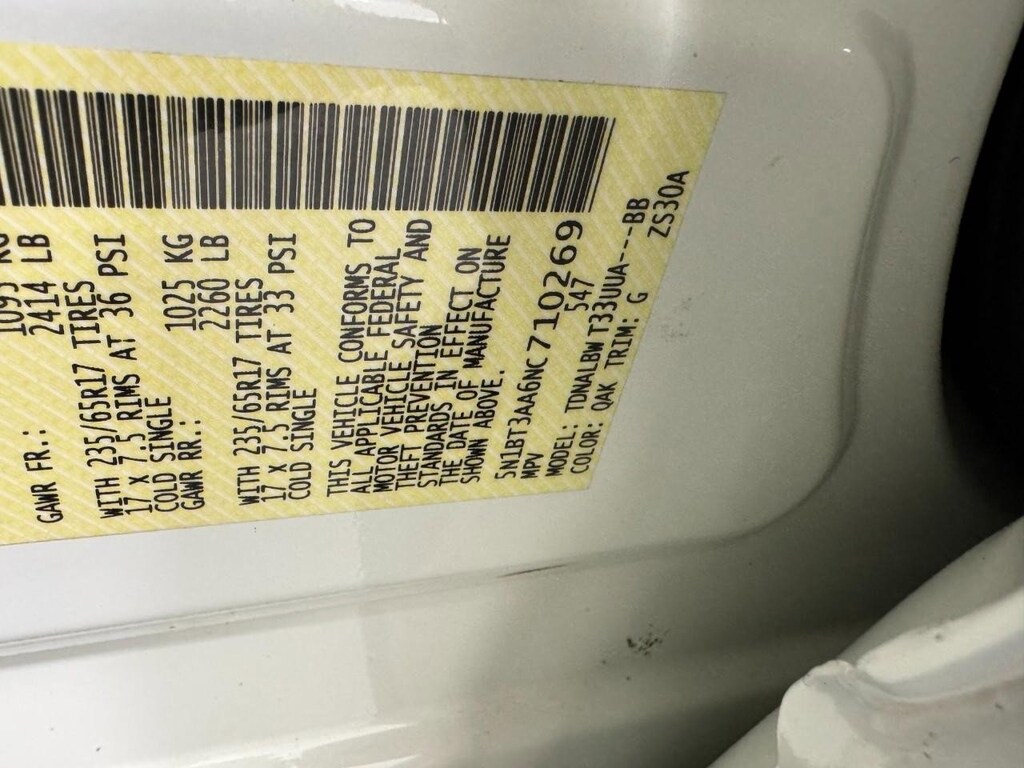 2414 LB
GAWR FR.:
WITH 235/65R17 TIRES
17 X 7.5 RIMS AT 36 PSI
COLD SINGLE
GAWR RR.: 1025 KG
2260 LB
WITH 235/65R17 TIRES
17 X 7.5 RIMS AT 33 PSI
COLD SINGLE
THIS VEHICLE CONFORMS TO
ALL APPLICABLE FEDERAL
MOTOR VEHICLE SAFETY AND
THEFT PREVENTION
STANDARDS IN EFFECT ON
THE DATE OF MANUFACTURE
SHOWN ABOVE.
5N1BT3AA6NC710269
MPV 547
MODEL: TDNALBW T33UUA---BB
COLOR: QAK TRIM: G ZS30A